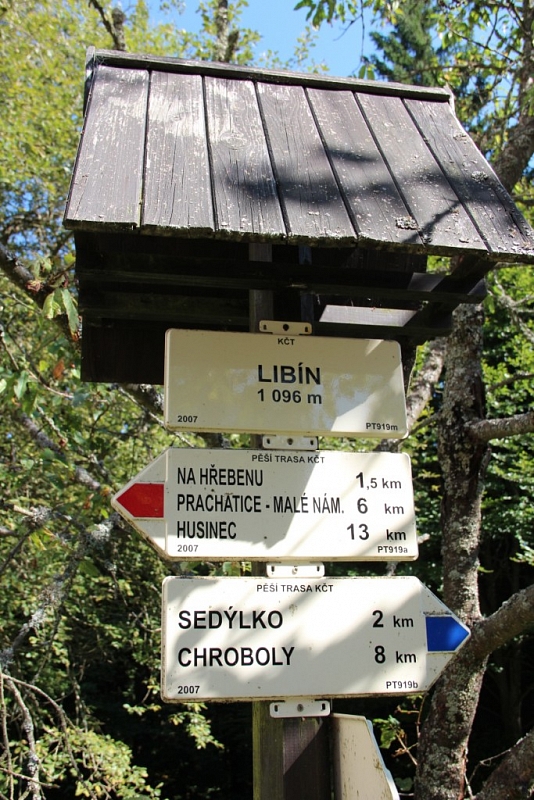 KČT
LIBÍN
1 096 m
2007 PT919m
PĚŠÍ TRASA KČT
NA HŘEBENU 1,5 km
PRACHATICE - MALÉ NÁM. 6 km
HUSINEC 13 km
2007 PT919a
PĚŠÍ TRASA KČT
SEDÝLKO 2 km
CHROBOLY 8 km
2007 PT919b